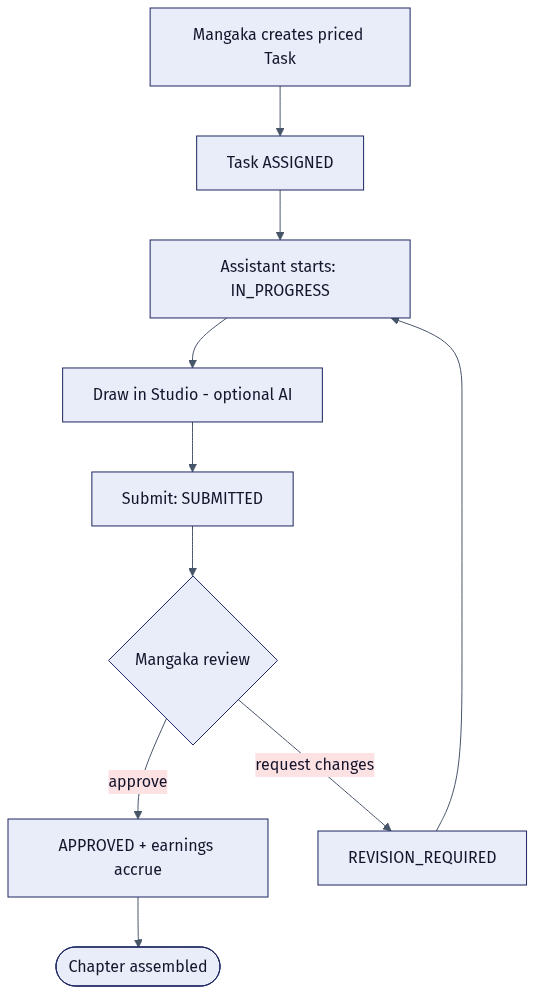 Mangaka creates priced
Task
Task ASSIGNED
Assistant starts:
IN_PROGRESS
Draw in Studio - optional AI
Submit: SUBMITTED
Mangaka review
request changes
approve
APPROVED + earnings
accrue
REVISION_REQUIRED
Chapter assembled